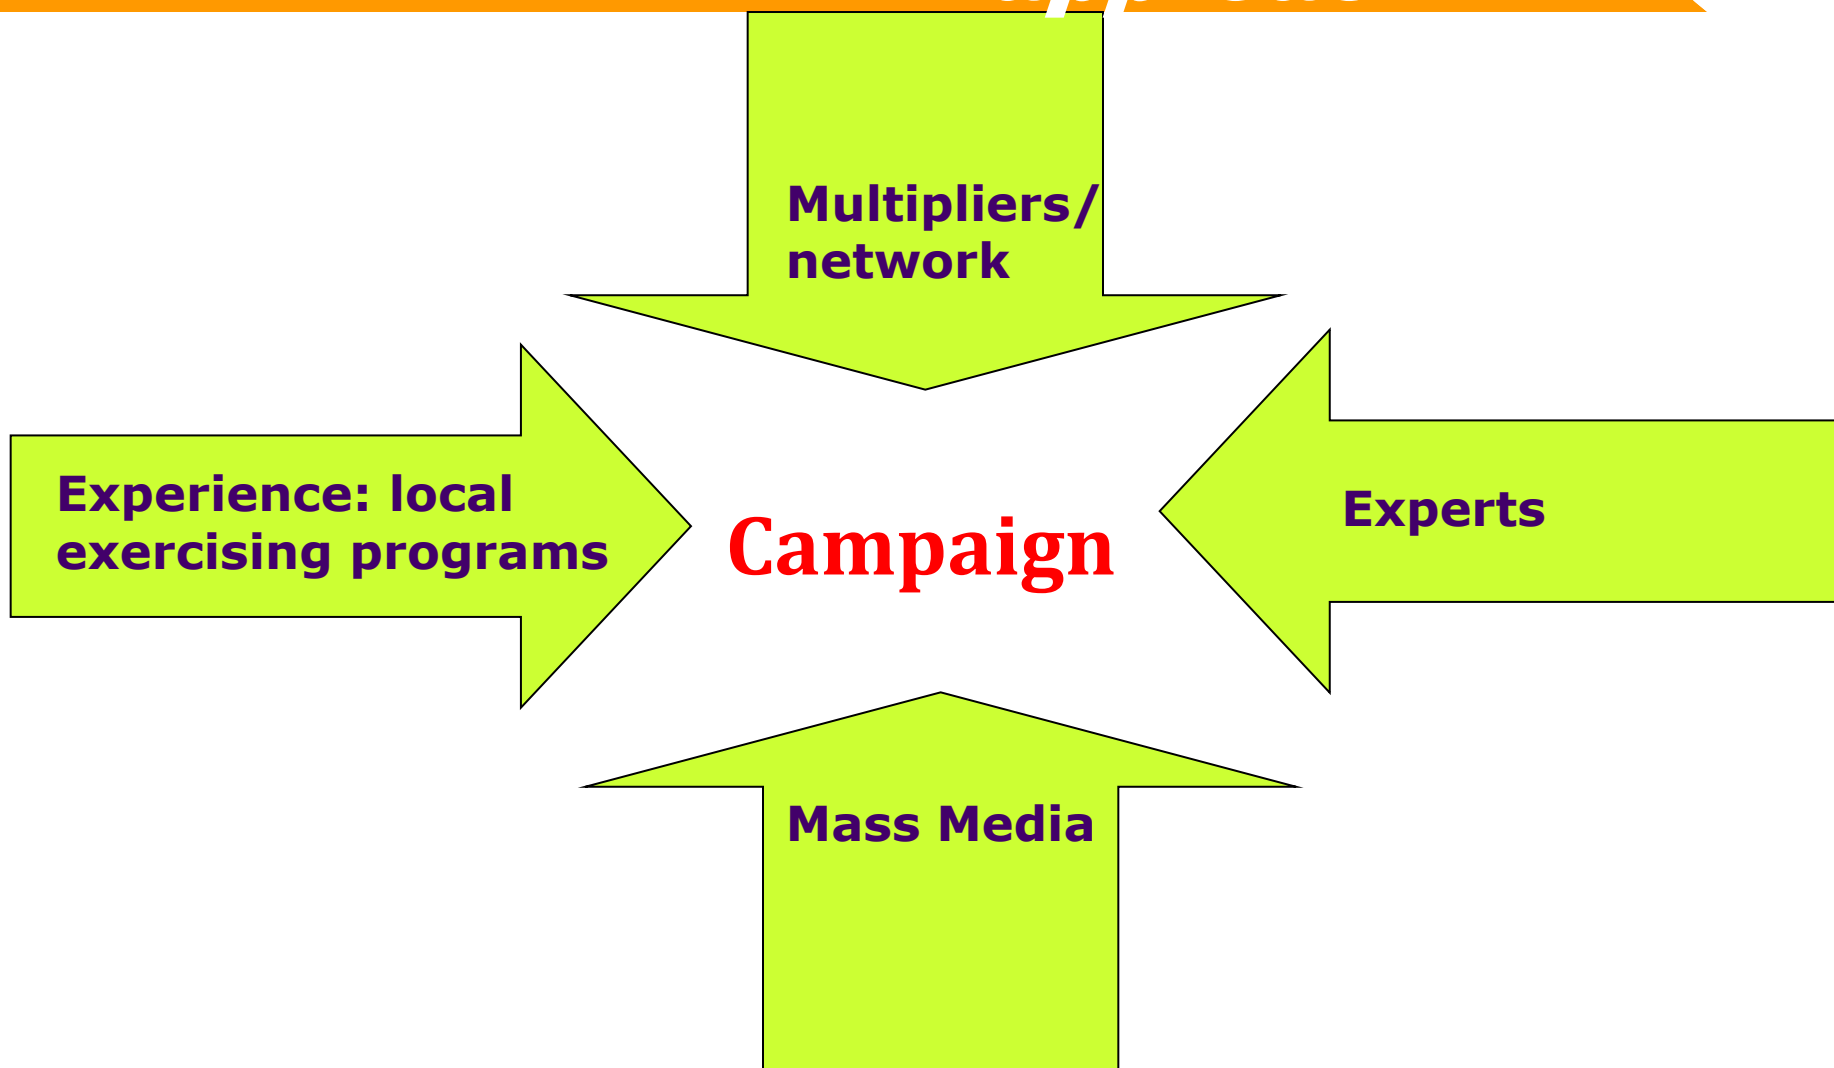 Multipliers/
network
Experience: local
exercising programs
Campaign
Experts
Mass Media